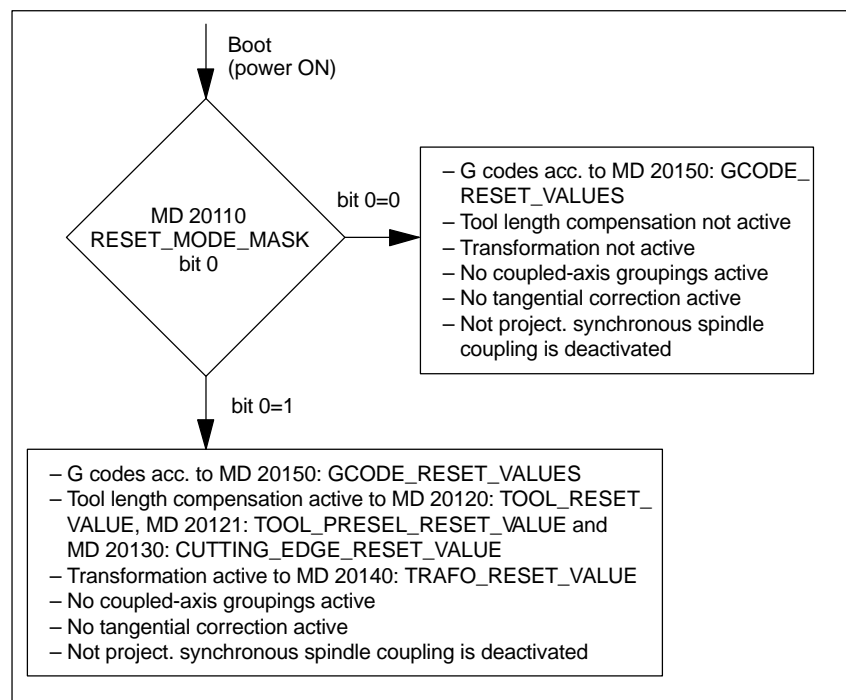 Boot
(power ON)
MD 20110
RESET_MODE_MASK
bit 0
bit 0=0
– G codes acc. to MD 20150: GCODE_
RESET_VALUES
– Tool length compensation not active
– Transformation not active
– No coupled-axis groupings active
– No tangential correction active
– Not project. synchronous spindle
coupling is deactivated
bit 0=1
– G codes acc. to MD 20150: GCODE_RESET_VALUES
– Tool length compensation active to MD 20120: TOOL_RESET_
VALUE, MD 20121: TOOL_PRESEL_RESET_VALUE and
MD 20130: CUTTING_EDGE_RESET_VALUE
– Transformation active to MD 20140: TRAFO_RESET_VALUE
– No coupled-axis groupings active
– No tangential correction active
– Not project. synchronous spindle coupling is deactivated